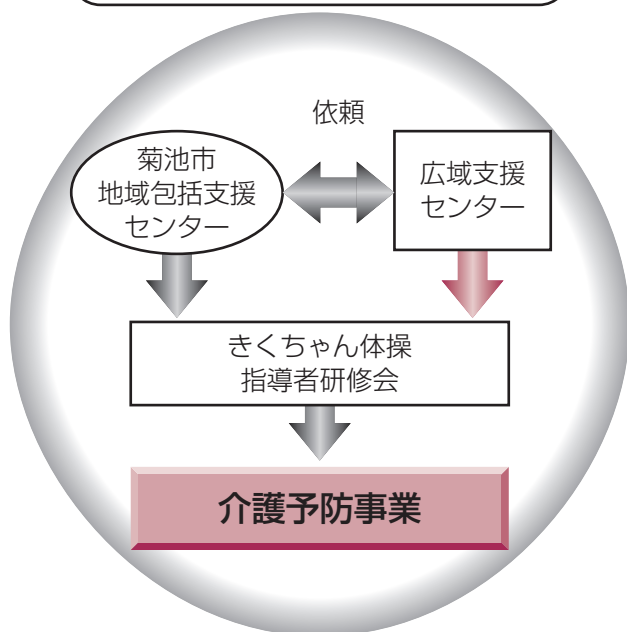 依頼
菊池市
地域包括支援
センター
広域支援
センター
きくちゃん体操
指導者研修会
介護予防事業